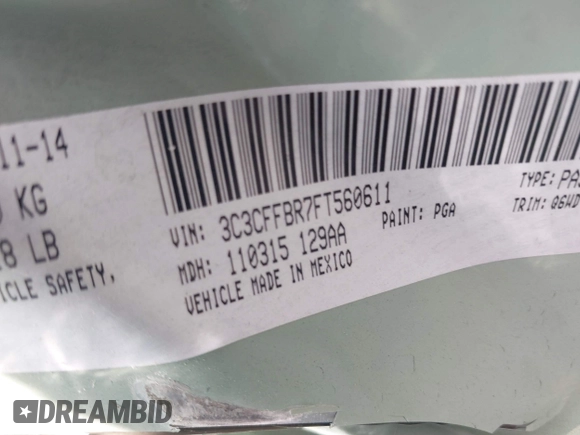 11-14
KG
8 LB
ICLE SAFETY,
VIN: 3C3CFFBR7FT560611
MDH: 110315 129AA
VEHICLE MADE IN MEXICO
PAINT: PGA
TYPE: PA
TRIM: Q6WD
DREAMBID